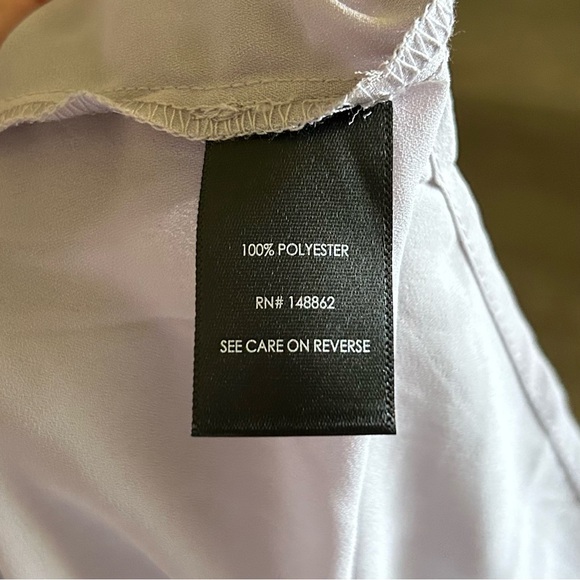 100% POLYESTER
RN# 148862
SEE CARE ON REVERSE